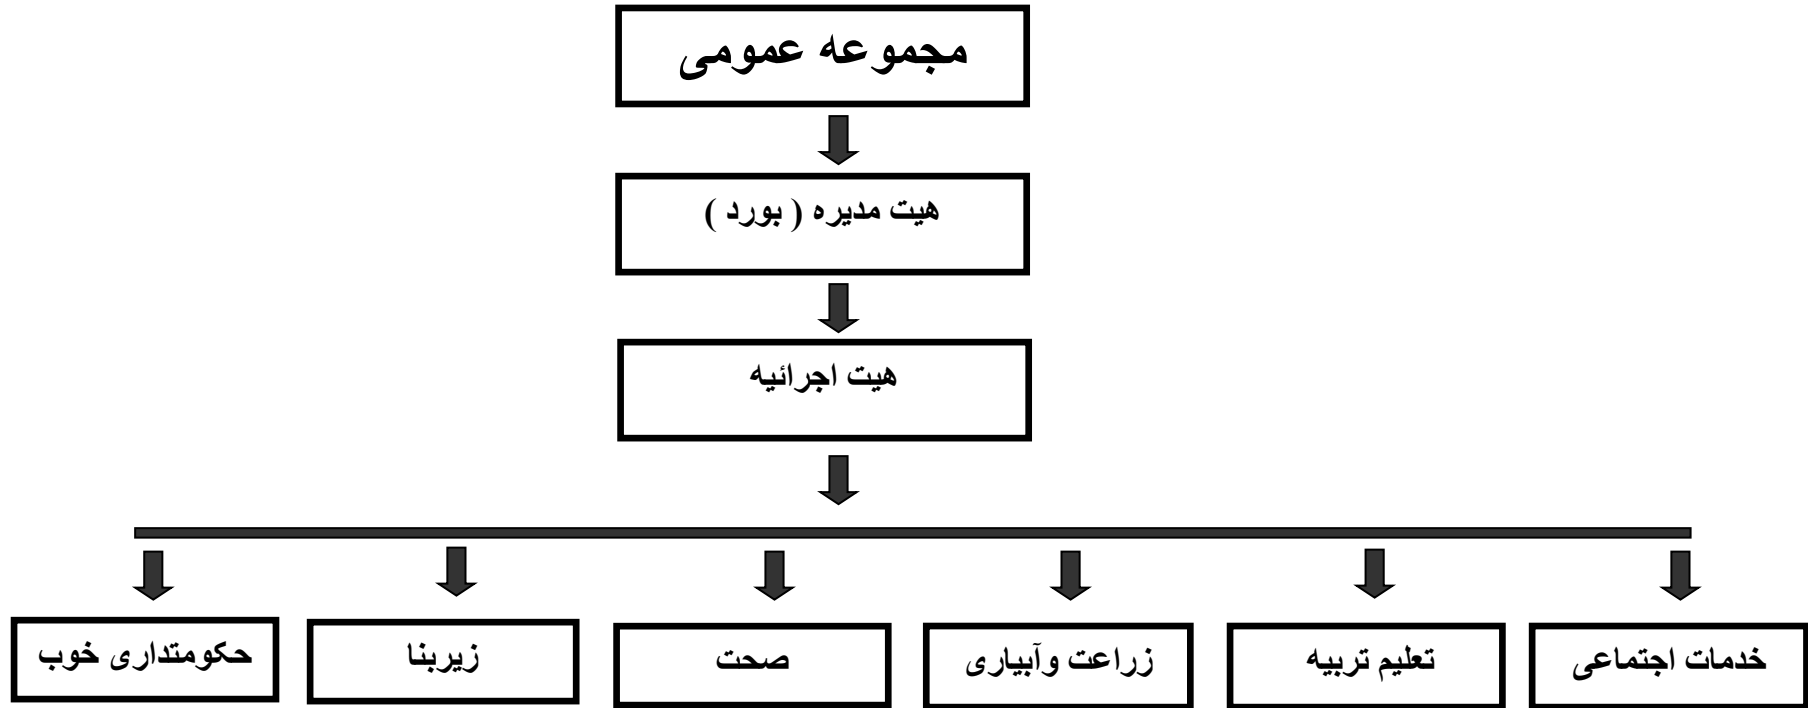 مجموعه عمومی
هیت مدیره ( بورد )
هیت اجرائیه
خدمات اجتماعی
تعلیم تربیه
زراعت وآبیاری
صحت
زیربنا
حکومتداری خوب